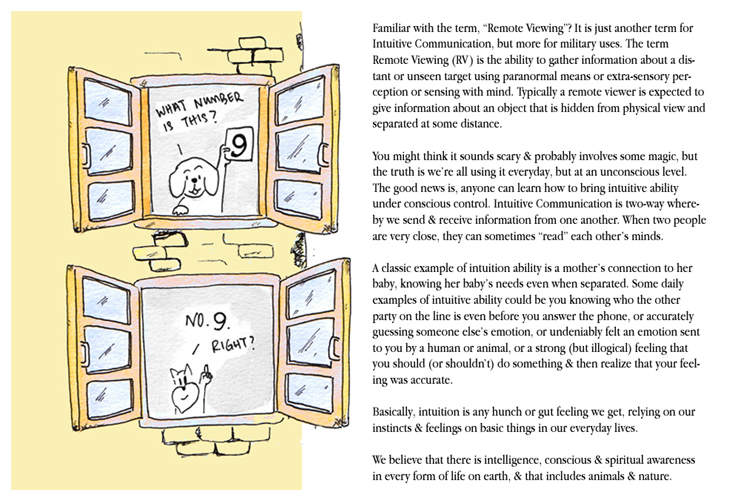 WHAT NUMBER
IS THIS?
9
NO. 9.
RIGHT?
Familiar with the term, “Remote Viewing”? It is just another term for
Intuitive Communication, but more for military uses. The term
Remote Viewing (RV) is the ability to gather information about a dis-
tant or unseen target using paranormal means or extra-sensory per-
ception or sensing with mind. Typically a remote viewer is expected to
give information about an object that is hidden from physical view and
separated at some distance.
You might think it sounds scary & probably involves some magic, but
the truth is we’re all using it everyday, but at an unconscious level.
The good news is, anyone can learn how to bring intuitive ability
under conscious control. Intuitive Communication is two-way where-
by we send & receive information from one another. When two people
are very close, they can sometimes “read” each other’s minds.
A classic example of intuition ability is a mother’s connection to her
baby, knowing her baby’s needs even when separated. Some daily
examples of intuitive ability could be you knowing who the other
party on the line is even before you answer the phone, or accurately
guessing someone else’s emotion, or undeniably felt an emotion sent
to you by a human or animal, or a strong (but illogical) feeling that
you should (or shouldn’t) do something & then realize that your feel-
ing was accurate.
Basically, intuition is any hunch or gut feeling we get, relying on our
instincts & feelings on basic things in our everyday lives.
We believe that there is intelligence, conscious & spiritual awareness
in every form of life on earth, & that includes animals & nature.